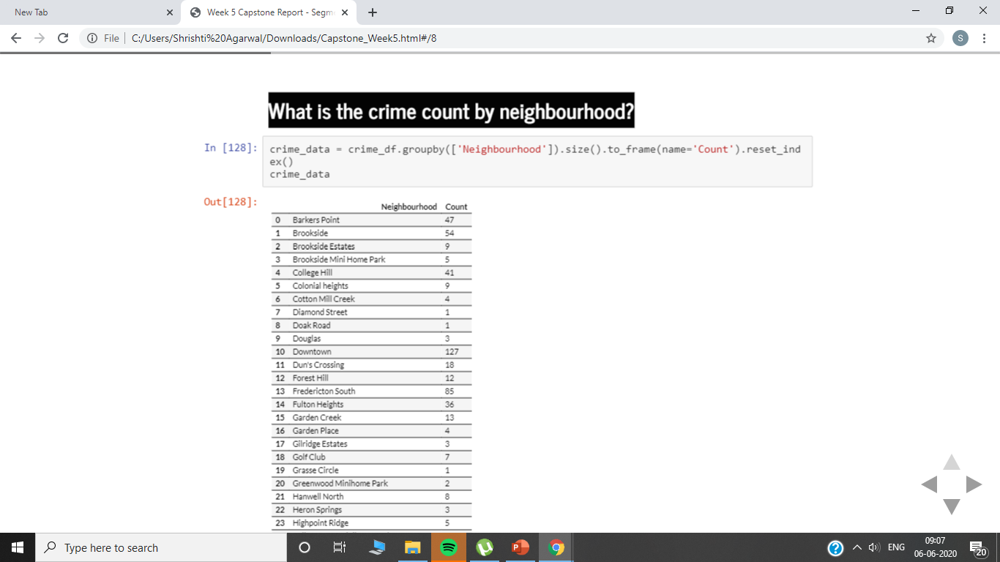 New Tab
Week 5 Capstone Report - Segm
File
C:/Users/Shrishti%20Agarwal/Downloads/Capstone_Week5.html#/8
S
What is the crime count by neighbourhood?
In [128]:
crime_data = crime_df.groupby(['Neighbourhood']).size().to_frame(name='Count').reset_ind
ex()
crime_data
Out[128]:
Neighbourhood Count
0 Barkers Point 47
1 Brookside 54
2 Brookside Estates 9
3 Brookside Mini Home Park 5
4 College Hill 41
5 Colonial heights 9
6 Cotton Mill Creek 4
7 Diamond Street 1
8 Doak Road 1
9 Douglas 3
10 Downtown 127
11 Dun's Crossing 18
12 Forest Hill 12
13 Fredericton South 85
14 Fulton Heights 36
15 Garden Creek 13
16 Garden Place 4
17 Gilridge Estates 3
18 Golf Club 7
19 Grasse Circle 1
20 Greenwood Minihome Park 2
21 Hanwell North 8
22 Heron Springs 3
23 Highpoint Ridge 5
Type here to search
ENG
09:07
06-06-2020
20